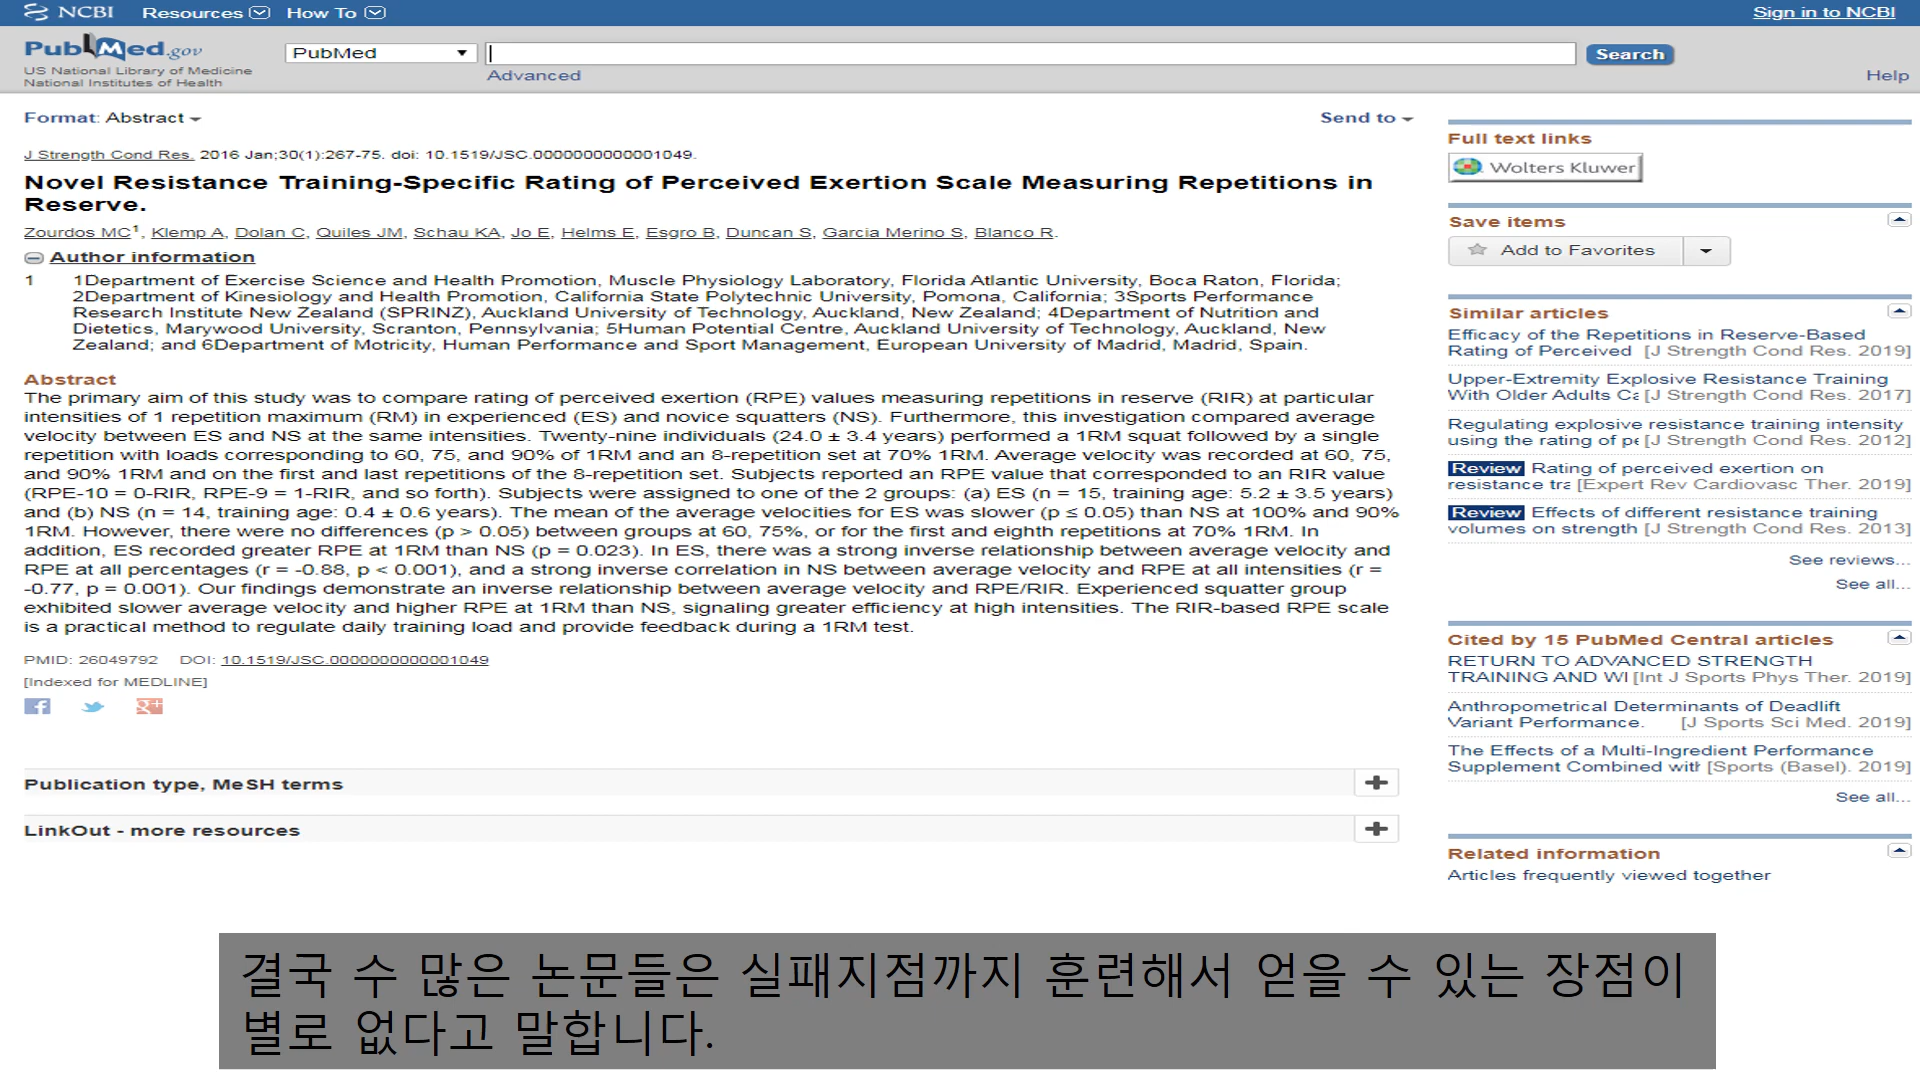 NCBI Resources How To Sign in to NCBI
PubMed.gov
US National Library of Medicine
National Institutes of Health
PubMed
Search
Advanced
Help
Format: Abstract
Send to
J Strength Cond Res. 2016 Jan;30(1):267-75. doi: 10.1519/JSC.0000000000001049.
Novel Resistance Training-Specific Rating of Perceived Exertion Scale Measuring Repetitions in
Reserve.
Zourdos MC1, Klemp A, Dolan C, Quiles JM, Schau KA, Jo E, Helms E, Esgro B, Duncan S, Garcia Merino S, Blanco R.
Author information
1 1Department of Exercise Science and Health Promotion, Muscle Physiology Laboratory, Florida Atlantic University, Boca Raton, Florida;
2Department of Kinesiology and Health Promotion, California State Polytechnic University, Pomona, California; 3Sports Performance
Research Institute New Zealand (SPRINZ), Auckland University of Technology, Auckland, New Zealand; 4Department of Nutrition and
Dietetics, Marywood University, Scranton, Pennsylvania; 5Human Potential Centre, Auckland University of Technology, Auckland, New
Zealand; and 6Department of Motricity, Human Performance and Sport Management, European University of Madrid, Madrid, Spain.
Abstract
The primary aim of this study was to compare rating of perceived exertion (RPE) values measuring repetitions in reserve (RIR) at particular
intensities of 1 repetition maximum (RM) in experienced (ES) and novice squatters (NS). Furthermore, this investigation compared average
velocity between ES and NS at the same intensities. Twenty-nine individuals (24.0 ± 3.4 years) performed a 1RM squat followed by a single
repetition with loads corresponding to 60, 75, and 90% of 1RM and an 8-repetition set at 70% 1RM. Average velocity was recorded at 60, 75,
and 90% 1RM and on the first and last repetitions of the 8-repetition set. Subjects reported an RPE value that corresponded to an RIR value
(RPE-10 = 0-RIR, RPE-9 = 1-RIR, and so forth). Subjects were assigned to one of the 2 groups: (a) ES (n = 15, training age: 5.2 ± 3.5 years)
and (b) NS (n = 14, training age: 0.4 ± 0.6 years). The mean of the average velocities for ES was slower (p ≤ 0.05) than NS at 100% and 90%
1RM. However, there were no differences (p > 0.05) between groups at 60, 75%, or for the first and eighth repetitions at 70% 1RM. In
addition, ES recorded greater RPE at 1RM than NS (p = 0.023). In ES, there was a strong inverse relationship between average velocity and
RPE at all percentages (r = -0.88, p < 0.001), and a strong inverse correlation in NS between average velocity and RPE at all intensities (r =
-0.77, p = 0.001). Our findings demonstrate an inverse relationship between average velocity and RPE/RIR. Experienced squatter group
exhibited slower average velocity and higher RPE at 1RM than NS, signaling greater efficiency at high intensities. The RIR-based RPE scale
is a practical method to regulate daily training load and provide feedback during a 1RM test.
PMID: 26049792 DOI: 10.1519/JSC.0000000000001049
[Indexed for MEDLINE]
f
g+
Publication type, MeSH terms
LinkOut - more resources
Full text links
Wolters Kluwer
Save items
Add to Favorites
Similar articles
Efficacy of the Repetitions in Reserve-Based
Rating of Perceived [J Strength Cond Res. 2019]
Upper-Extremity Explosive Resistance Training
With Older Adults Ca [J Strength Cond Res. 2017]
Regulating explosive resistance training intensity
using the rating of pe [J Strength Cond Res. 2012]
Review Rating of perceived exertion on
resistance tra [Expert Rev Cardiovasc Ther. 2019]
Review Effects of different resistance training
volumes on strength [J Strength Cond Res. 2013]
See reviews...
See all...
Cited by 15 PubMed Central articles
RETURN TO ADVANCED STRENGTH
TRAINING AND WI [Int J Sports Phys Ther. 2019]
Anthropometrical Determinants of Deadlift
Variant Performance. [J Sports Sci Med. 2019]
The Effects of a Multi-Ingredient Performance
Supplement Combined with [Sports (Basel). 2019]
See all...
Related information
Articles frequently viewed together
결국 수 많은 논문들은 실패지점까지 훈련해서 얻을 수 있는 장점이
별로 없다고 말합니다.